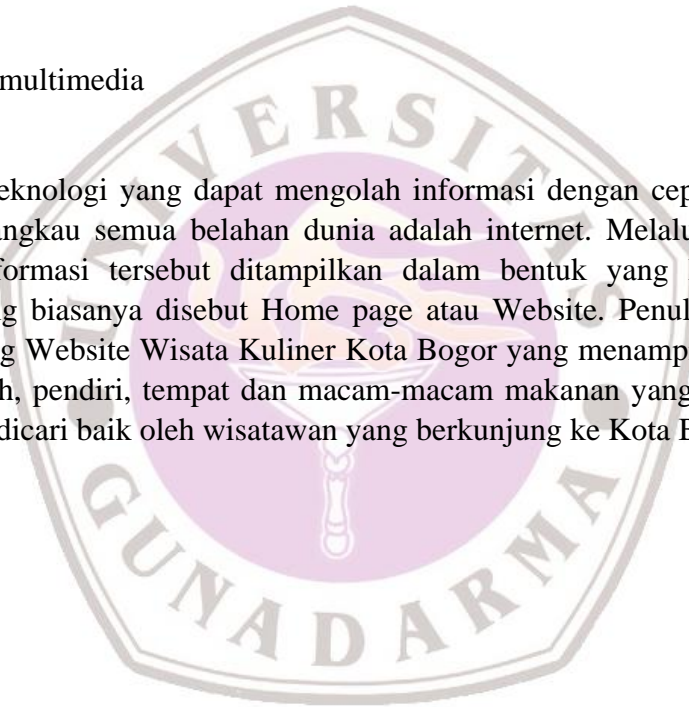 multimedia
eknologi yang dapat mengolah informasi dengan cep
angkau semua belahan dunia adalah internet. Melalu
formasi tersebut ditampilkan dalam bentuk yang
g biasanya disebut Home page atau Website. Penul
g Website Wisata Kuliner Kota Bogor yang menamp
h, pendiri, tempat dan macam-macam makanan yang
dicari baik oleh wisatawan yang berkunjung ke Kota B
UNIVERSITAS
GUNADARMA